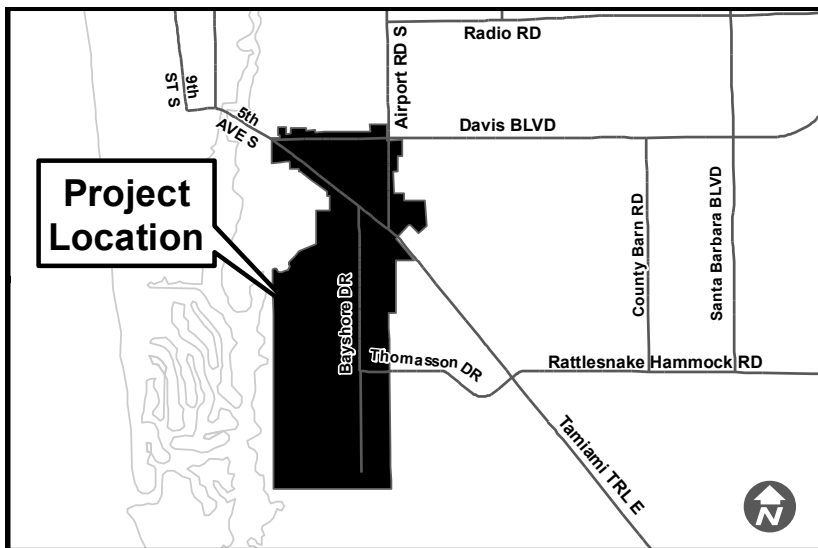 Radio RD
Airport RD S
9th
ST S
5th
AVE S
Davis BLVD
Project
Location
County Barn RD
Santa Barbara BLVD
Bayshore DR
Thomasson DR
Rattlesnake Hammock RD
Tamiami TRL E
N